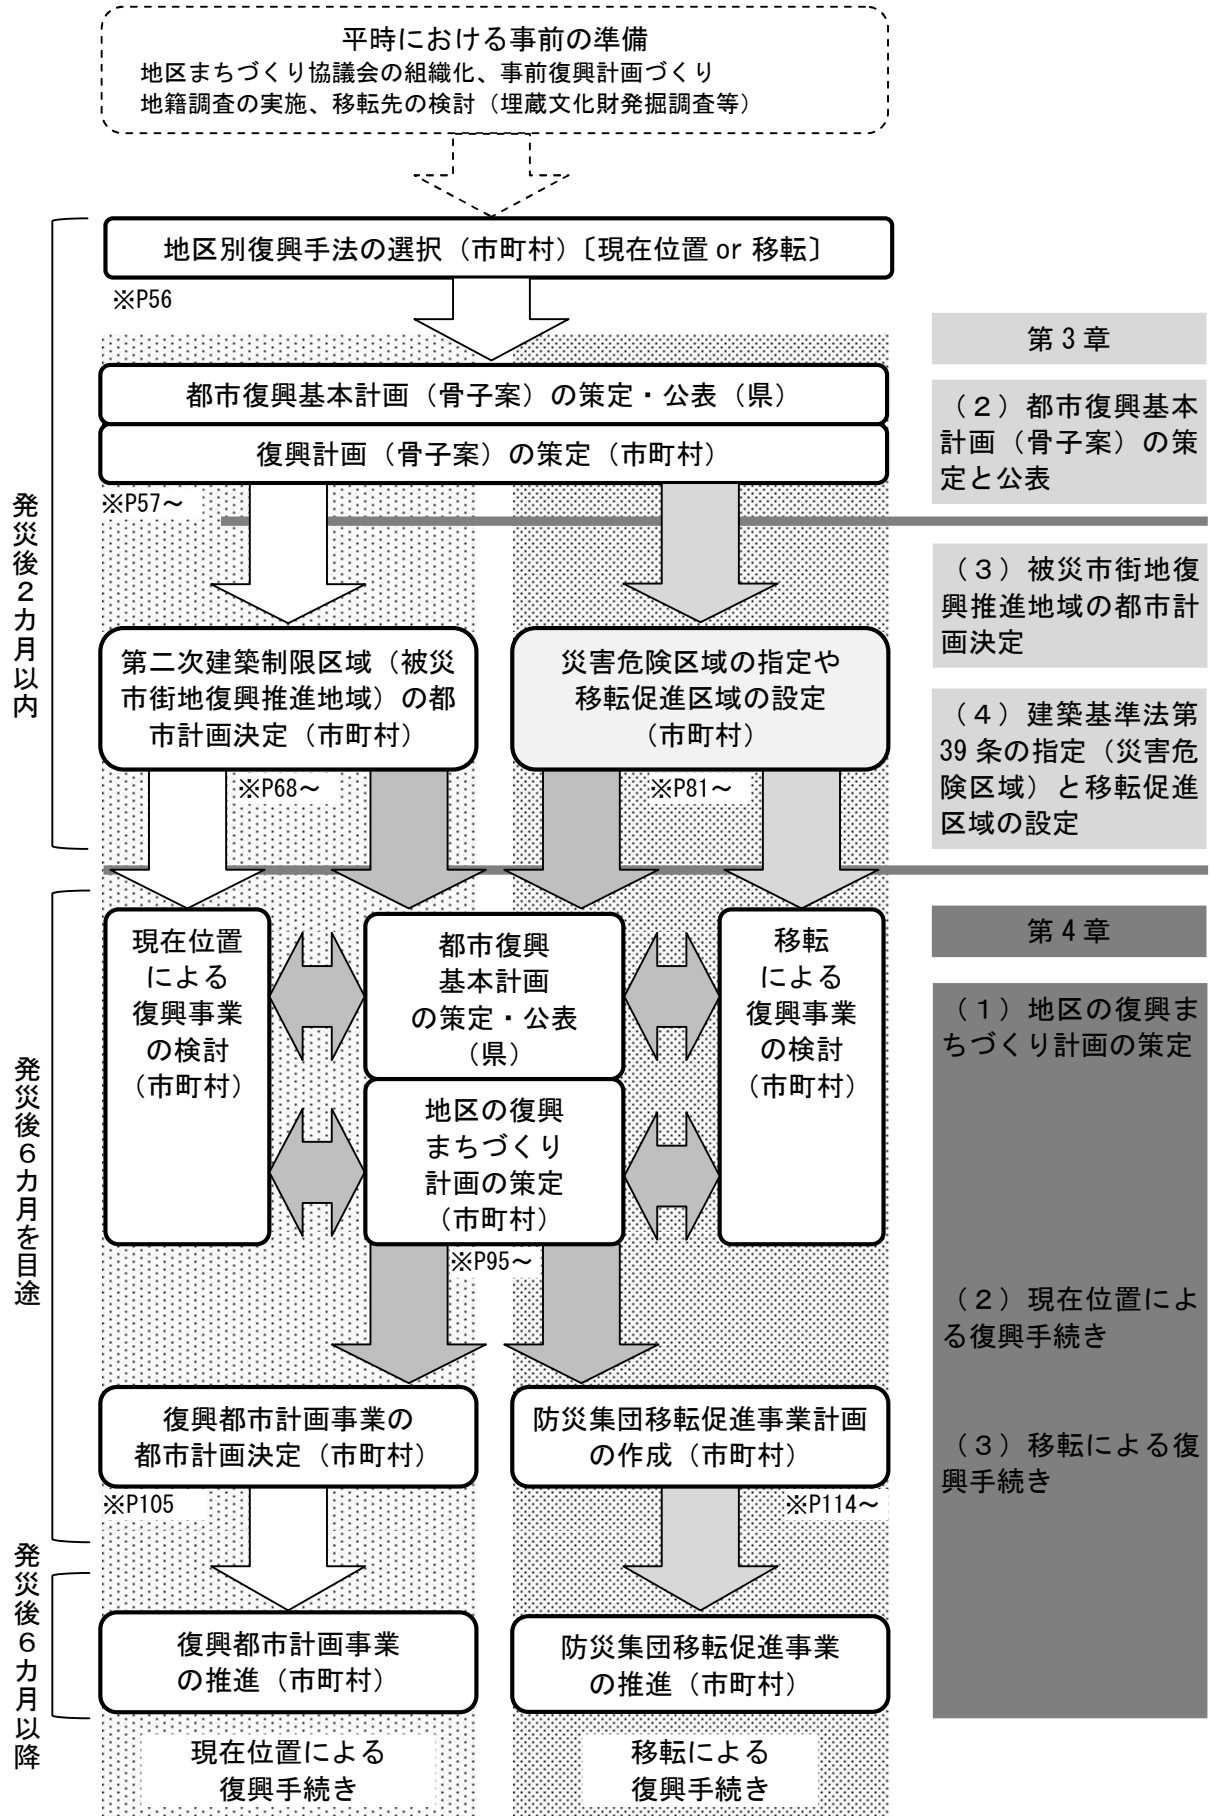 平時における事前の準備
地区まちづくり協議会の組織化、事前復興計画づくり
地籍調査の実施、移転先の検討（埋蔵文化財発掘調査等）
発災後２カ月以内
地区別復興手法の選択（市町村）〔現在位置 or 移転〕
※P56
都市復興基本計画（骨子案）の策定・公表（県）
復興計画（骨子案）の策定（市町村）
※P57～
第二次建築制限区域（被災
市街地復興推進地域）の都
市計画決定（市町村）
※P68～
災害危険区域の指定や
移転促進区域の設定
（市町村）
※P81～
第３章
（２）都市復興基本
計画（骨子案）の策
定と公表
（３）被災市街地復
興推進地域の都市計
画決定
（４）建築基準法第
39 条の指定（災害危
険区域）と移転促進
区域の設定
発災後６カ月を目途
現在位置
による
復興事業
の検討
（市町村）
都市復興
基本計画
の策定・公表
（県）
地区の復興
まちづくり
計画の策定
（市町村）
※P95～
移転
による
復興事業
の検討
（市町村）
復興都市計画事業の
都市計画決定（市町村）
※P105
防災集団移転促進事業計画
の作成（市町村）
※P114～
第４章
（１）地区の復興ま
ちづくり計画の策定
（２）現在位置によ
る復興手続き
（３）移転による復
興手続き
発災後６カ月以降
復興都市計画事業
の推進（市町村）
防災集団移転促進事業
の推進（市町村）
現在位置による
復興手続き
移転による
復興手続き